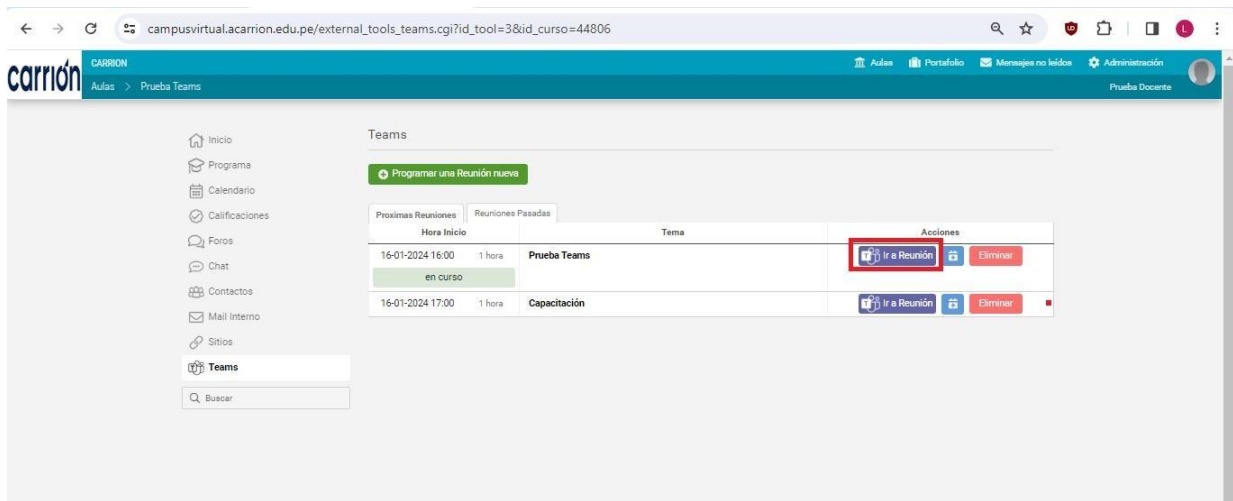 campusvirtual.acarrion.edu.pe/external_tools_teams.cgi?id_tool=3&id_curso=44806
L
carrión
CARRION
Aulas
Portafolio
Mensajes no leídos
Administración
Aulas > Prueba Teams
Prueba Docente
Inicio
Programa
Calendario
Calificaciones
Foros
Chat
Contactos
Mail Interno
Sitios
Teams
Buscar
Teams
Programar una Reunión nueva
Proximas Reuniones
Reuniones Pasadas
Hora Inicio Tema Acciones
16-01-2024 16:00 1 hora Prueba Teams Ir a Reunión Eliminar
en curso
16-01-2024 17:00 1 hora Capacitación Ir a Reunión Eliminar